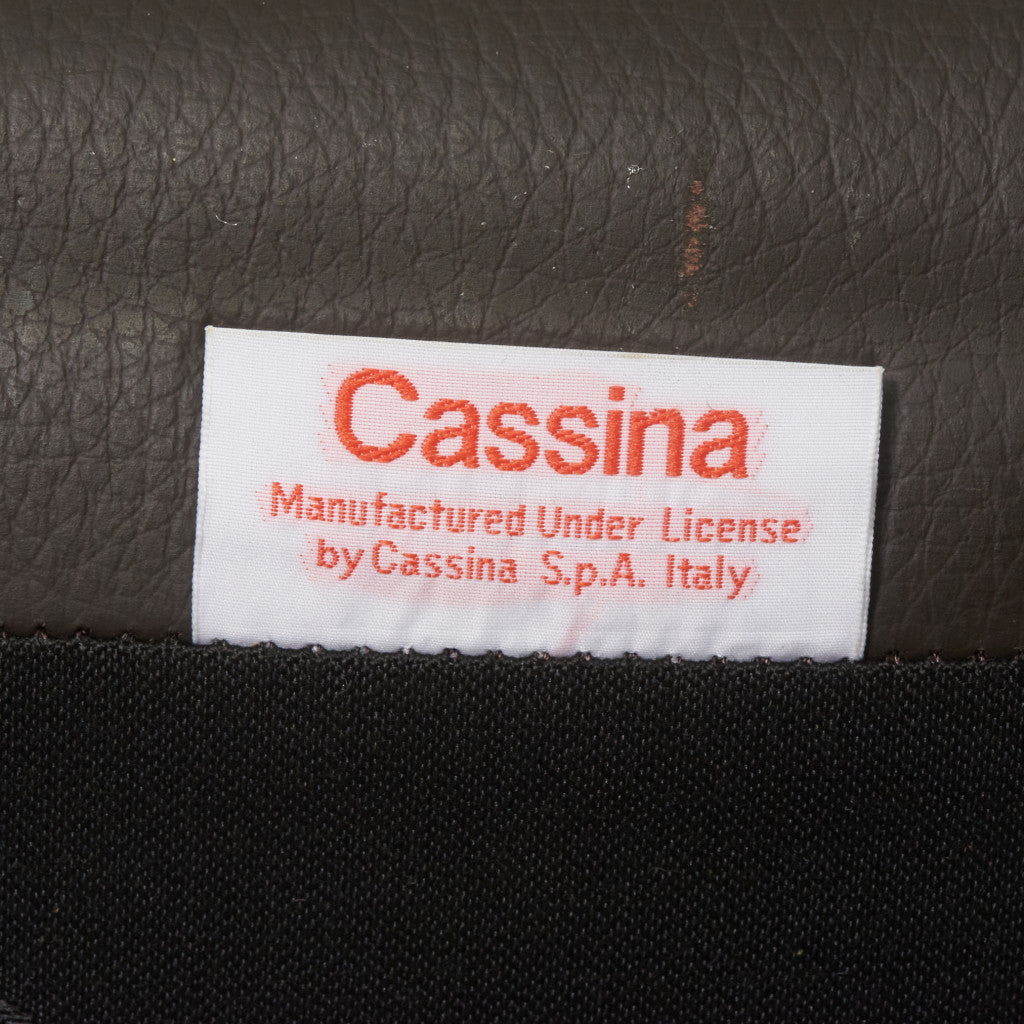 Cassina
Manufactured Under License
by Cassina S.p.A. Italy